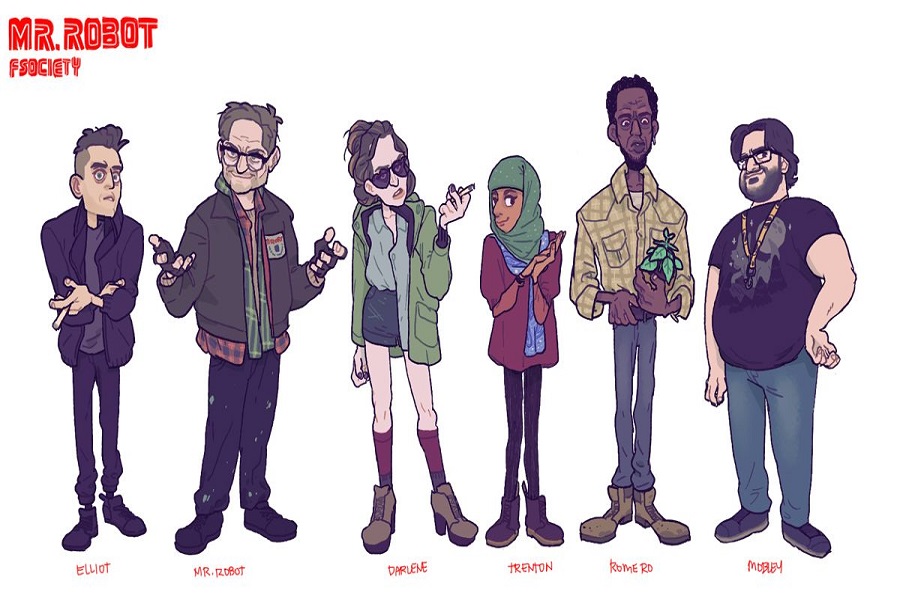 MR. ROBOT
FSOCIETY
ELLIOT
MR. ROBOT
DARLENE
TRENTON
ROMERO
MOBLEY